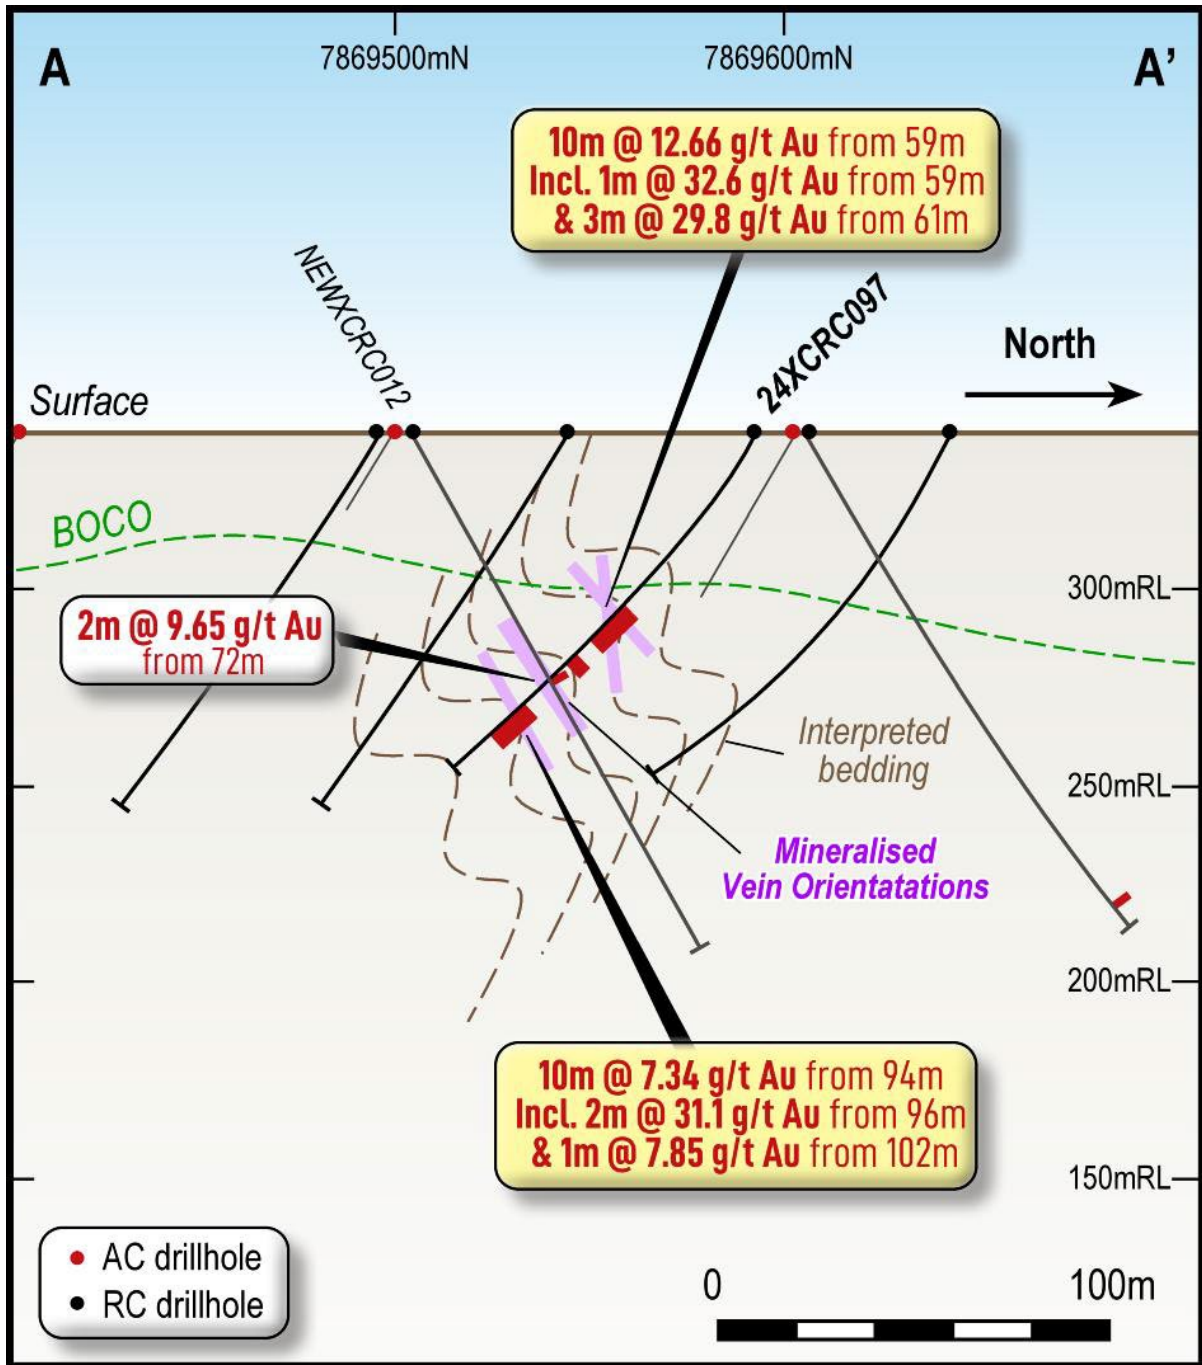 A
7869500mN
7869600mN
A’
10m @ 12.66 g/t Au from 59m
Incl. 1m @ 32.6 g/t Au from 59m
& 3m @ 29.8 g/t Au from 61m
NEWXCRC012
24XCRC097
North
Surface
BOCO
300mRL
2m @ 9.65 g/t Au
from 72m
Interpreted
bedding
250mRL
Mineralised
Vein Orientatations
200mRL
10m @ 7.34 g/t Au from 94m
Incl. 2m @ 31.1 g/t Au from 96m
& 1m @ 7.85 g/t Au from 102m
150mRL
AC drillhole
RC drillhole
0
100m